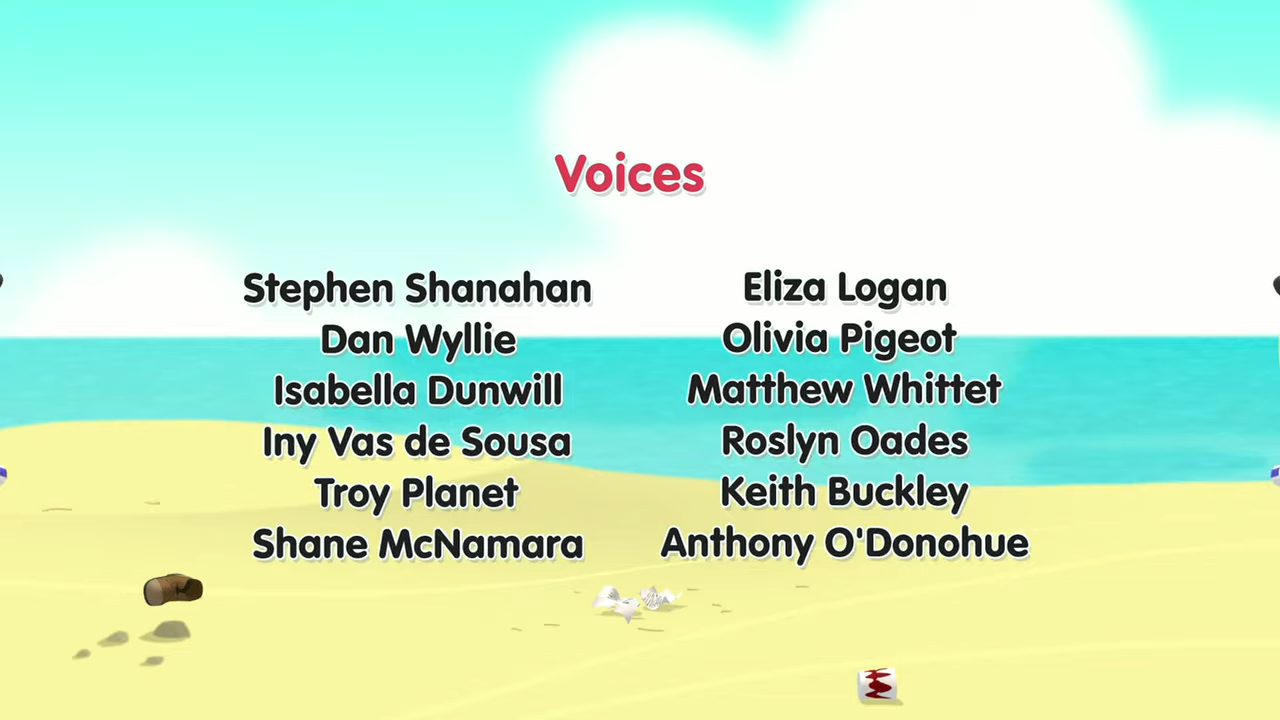 Voices
Stephen Shanahan
Dan Wyllie
Isabella Dunwill
Iny Vas de Sousa
Troy Planet
Shane McNamara
Eliza Logan
Olivia Pigeot
Matthew Whittet
Roslyn Oades
Keith Buckley
Anthony O'Donohue